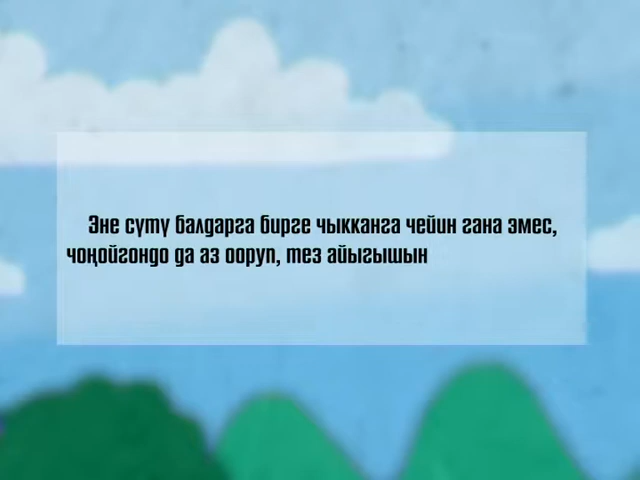 Эне сүтү балдарга бирге чыкканга чейин гана эмес,
чоңойгондо да аз ооруп, тез айыгышын